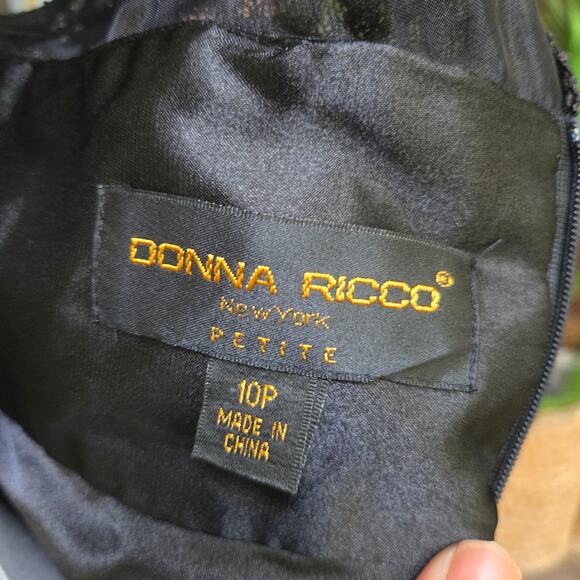 DONNA RICCO®
New York
PETITE
10P
MADE IN
CHINA